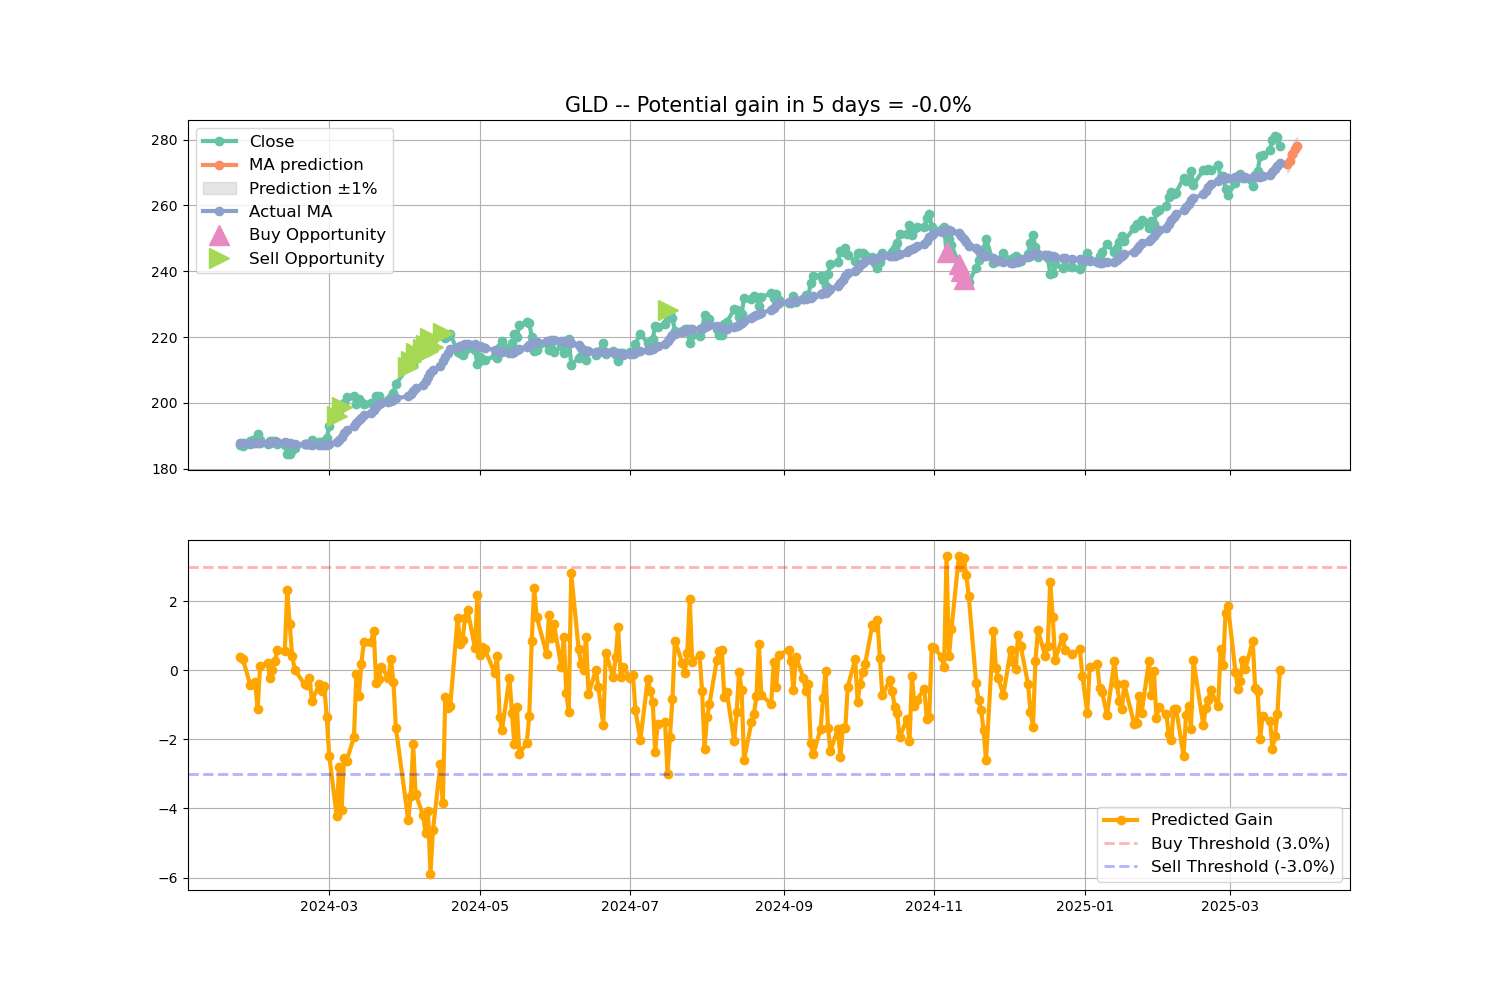 GLD -- Potential gain in 5 days = -0.0%
280
260
240
220
200
180
Close
MA prediction
Prediction ±1%
Actual MA
Buy Opportunity
Sell Opportunity
2
0
−2
−4
−6
Predicted Gain
Buy Threshold (3.0%)
Sell Threshold (-3.0%)
2024-03
2024-05
2024-07
2024-09
2024-11
2025-01
2025-03